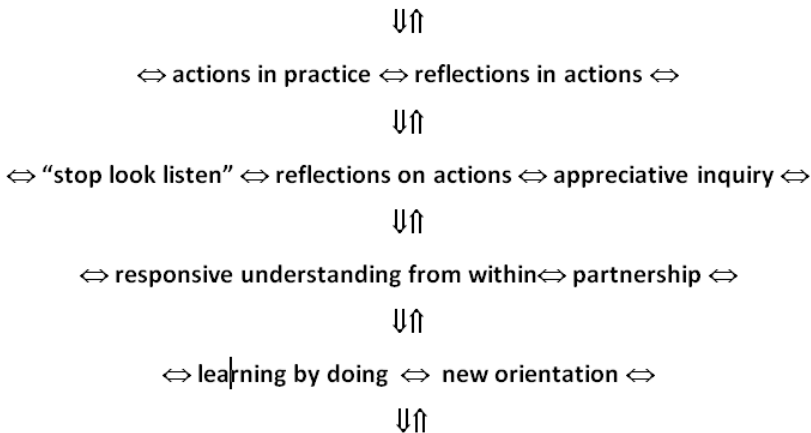 ⇓⇑
⇔ actions in practice ⇔ reflections in actions ⇔
⇓⇑
⇔ “stop look listen” ⇔ reflections on actions ⇔ appreciative inquiry ⇔
⇓⇑
⇔ responsive understanding from within⇔ partnership ⇔
⇓⇑
⇔ learning by doing ⇔ new orientation ⇔
⇓⇑